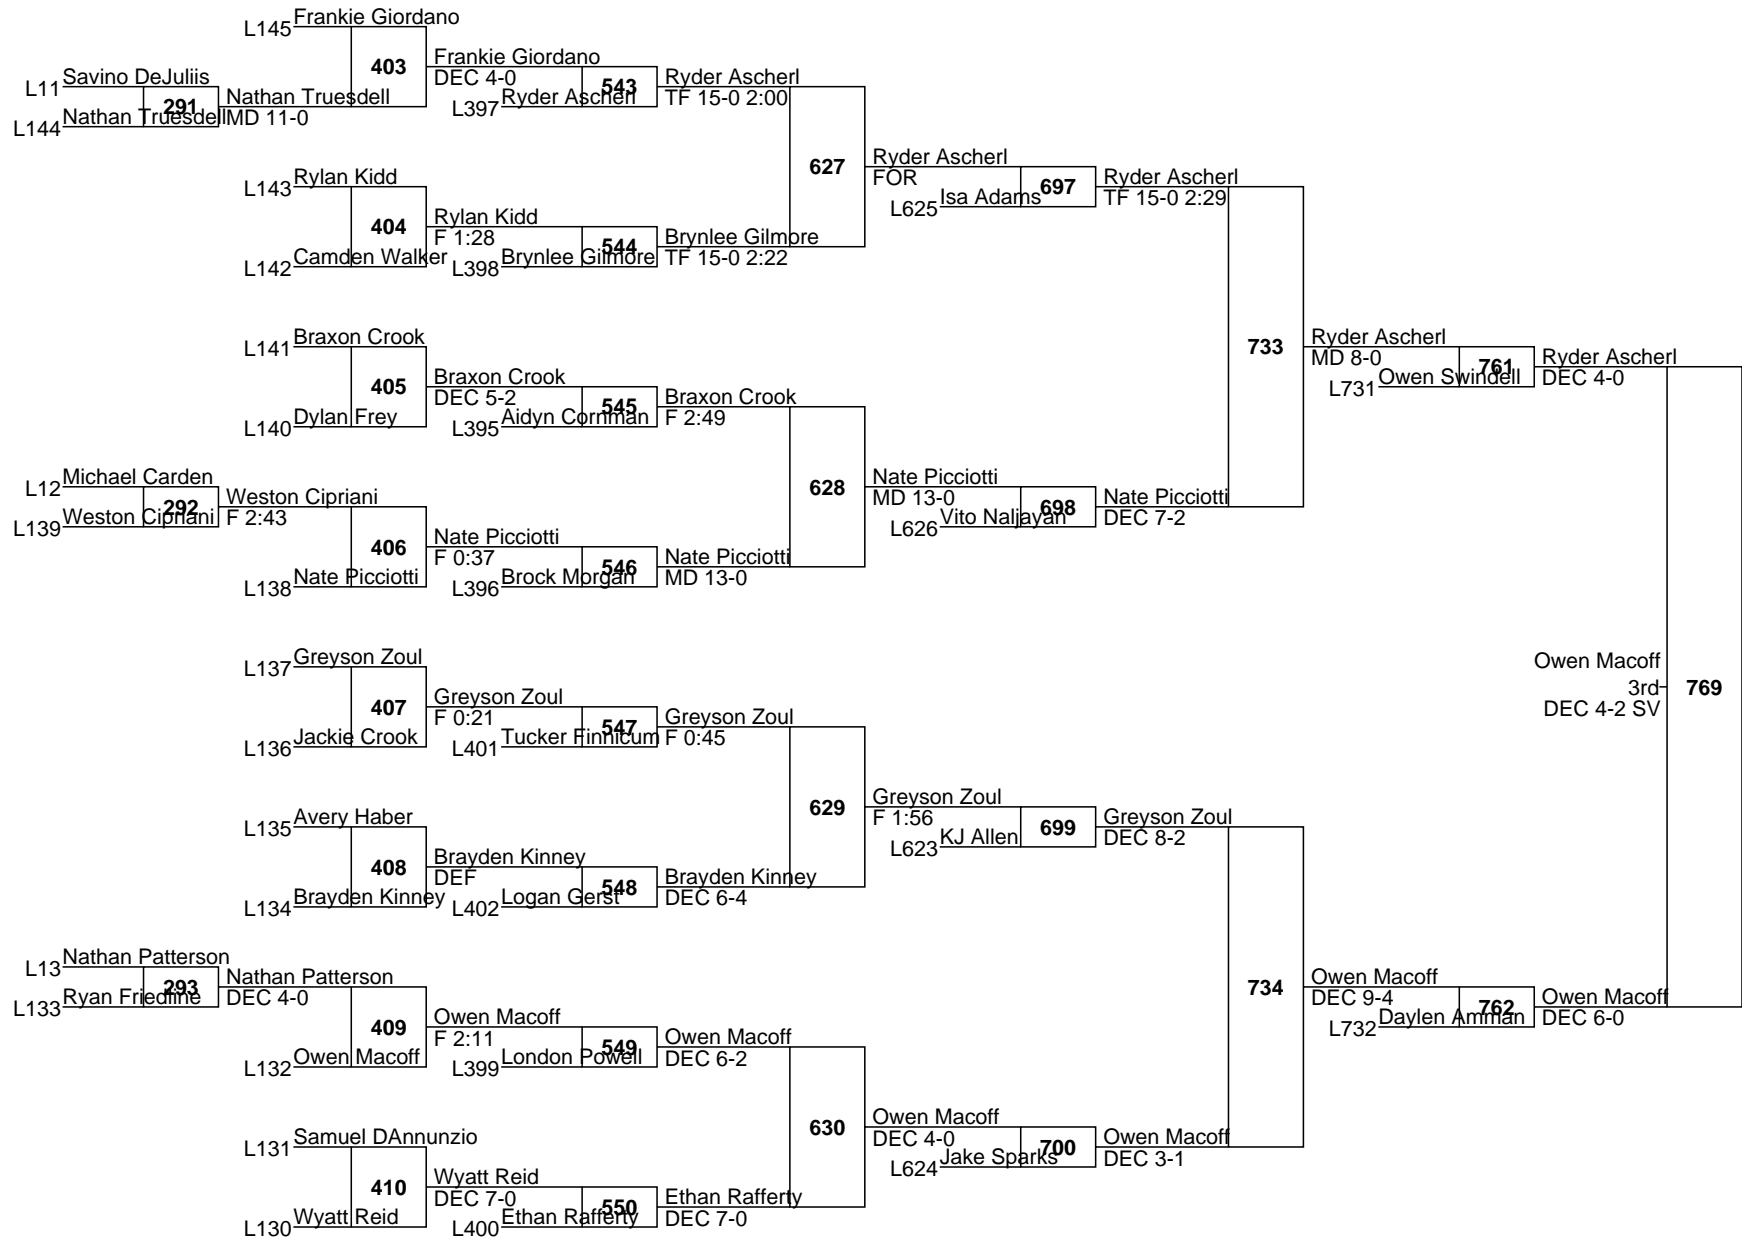 L145 Frankie Giordano
403
Frankie Giordano
DEC 4-0
L11 Savino DeJuliis
291
L144 Nathan Truesdell
Nathan Truesdell
MD 11-0
543
L397 Ryder Ascherl
Ryder Ascherl
TF 15-0 2:00
L143 Rylan Kidd
404
Rylan Kidd
F 1:28
L142 Camden Walker
544
L398 Brynlee Gilmore
Brynlee Gilmore
TF 15-0 2:22
627
Ryder Ascherl
FOR
L625 Isa Adams
697
Ryder Ascherl
TF 15-0 2:29
L141 Braxon Crook
405
Braxon Crook
DEC 5-2
L140 Dylan Frey
545
L395 Aidyn Cornman
Braxon Crook
F 2:49
L12 Michael Carden
292
L139 Weston Cipriani
Weston Cipriani
F 2:43
406
L138 Nate Picciotti
Nate Picciotti
F 0:37
546
L396 Brock Morgan
Nate Picciotti
MD 13-0
628
Nate Picciotti
MD 13-0
L626 Vito Naljayan
698
Nate Picciotti
DEC 7-2
733
Ryder Ascherl
MD 8-0
L731 Owen Swindell
761
Ryder Ascherl
DEC 4-0
L137 Greyson Zoul
407
Greyson Zoul
F 0:21
L136 Jackie Crook
547
L401 Tucker Finnicum
Greyson Zoul
F 0:45
L135 Avery Haber
408
Brayden Kinney
DEF
L134 Brayden Kinney
548
L402 Logan Gerst
Brayden Kinney
DEC 6-4
629
Greyson Zoul
F 1:56
L623 KJ Allen
699
Greyson Zoul
DEC 8-2
L13 Nathan Patterson
293
L133 Ryan Friedline
Nathan Patterson
DEC 4-0
409
L132 Owen Macoff
Owen Macoff
F 2:11
549
L399 London Powell
Owen Macoff
DEC 6-2
L131 Samuel DAnnunzio
410
Wyatt Reid
DEC 7-0
L130 Wyatt Reid
550
L400 Ethan Rafferty
Ethan Rafferty
DEC 7-0
630
Owen Macoff
DEC 4-0
L624 Jake Sparks
700
Owen Macoff
DEC 3-1
734
Owen Macoff
DEC 9-4
L732 Daylen Amman
762
Owen Macoff
DEC 6-0
Owen Macoff
3rd
DEC 4-2 SV
769